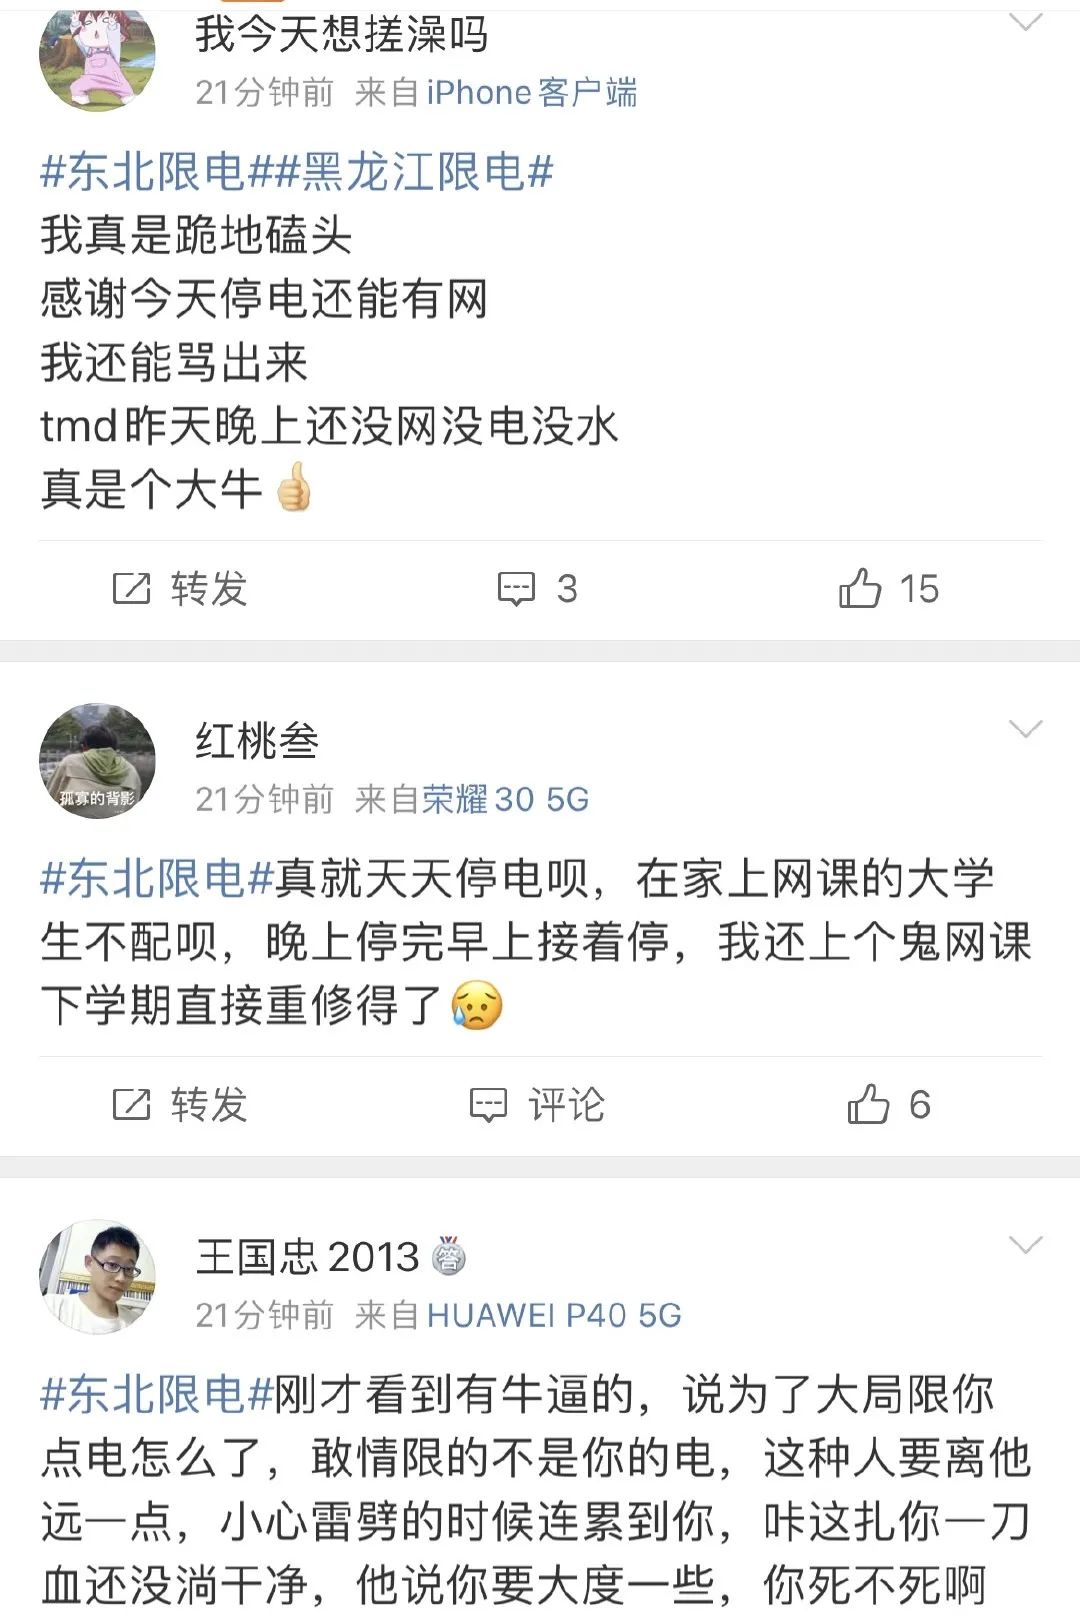 我今天想搓澡吗
21分钟前 来自iPhone客户端
#东北限电##黑龙江限电#
我真是跪地磕头
感谢今天停电还能有网
我还能骂出来
tmd昨天晚上还没网没电没水
真是个大牛👍🏻
转发 3 15
红桃叁
孤寡的背影
21分钟前 来自荣耀30 5G
#东北限电#真就天天停电呗，在家上网课的大学
生不配呗，晚上停完早上接着停，我还上个鬼网课
下学期直接重修得了😥
转发 评论 6
王国忠2013 答
21分钟前 来自HUAWEI P40 5G
#东北限电#刚才看到有牛逼的，说为了大局限你
点电怎么了，敢情限的不是你的电，这种人要离他
远一点，小心雷劈的时候连累到你，咔这扎你一刀
血还没淌干净，他说你要大度一些，你死不死啊